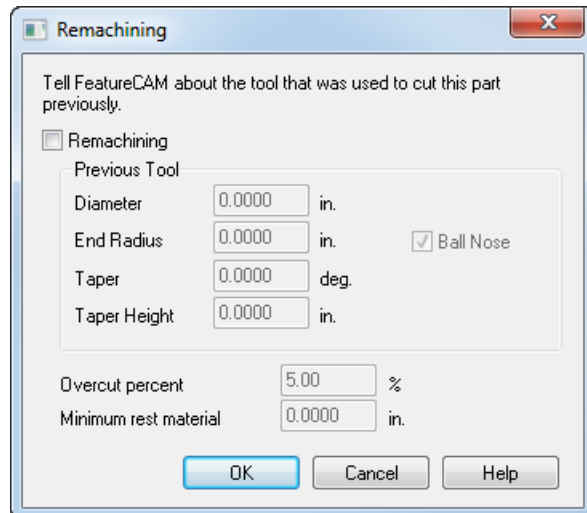 Remachining
Tell FeatureCAM about the tool that was used to cut this part
previously.
Remachining
Previous Tool
Diameter 0.0000 in.
End Radius 0.0000 in. Ball Nose
Taper 0.0000 deg.
Taper Height 0.0000 in.
Overcut percent 5.00 %
Minimum rest material 0.0000 in.
OK Cancel Help